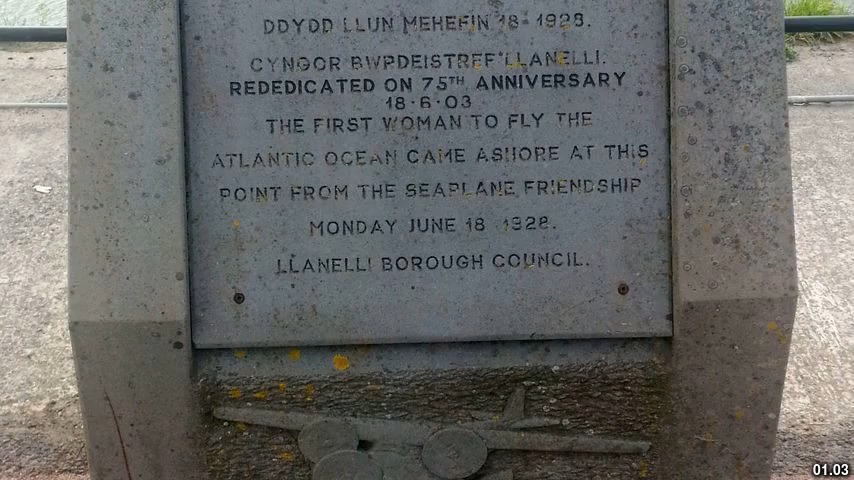 DDYDD LLUN MEHEFIN 18 - 1928.
CYNGOR BWRDEISTREF LLANELLI.
REDEDICATED ON 75TH ANNIVERSARY
18·6·03
THE FIRST WOMAN TO FLY THE
ATLANTIC OCEAN CAME ASHORE AT THIS
POINT FROM THE SEAPLANE FRIENDSHIP
MONDAY JUNE 18 1928.
LLANELLI BOROUGH COUNCIL.
01.03